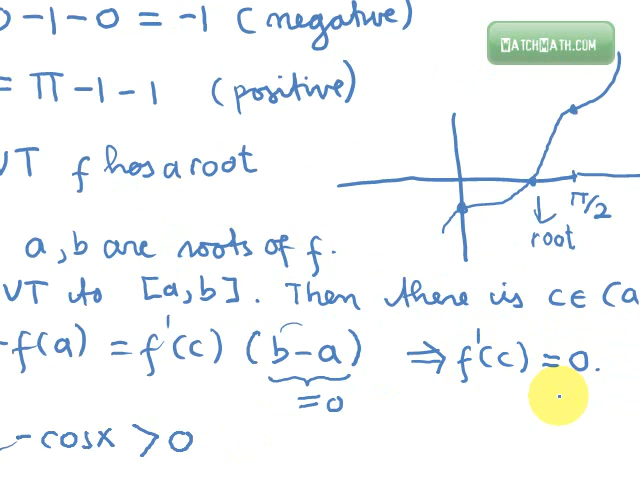 0-1-0 = -1 (negative)
WATCHMATH.COM
= π-1-1 (positive)
VT f has a root
π/2
root
a,b are roots of f.
VT to [a,b]. Then there is c∈(a
-f(a) = f'(c) (b-a) ⇒ f'(c) = 0.
=0
-cosx > 0